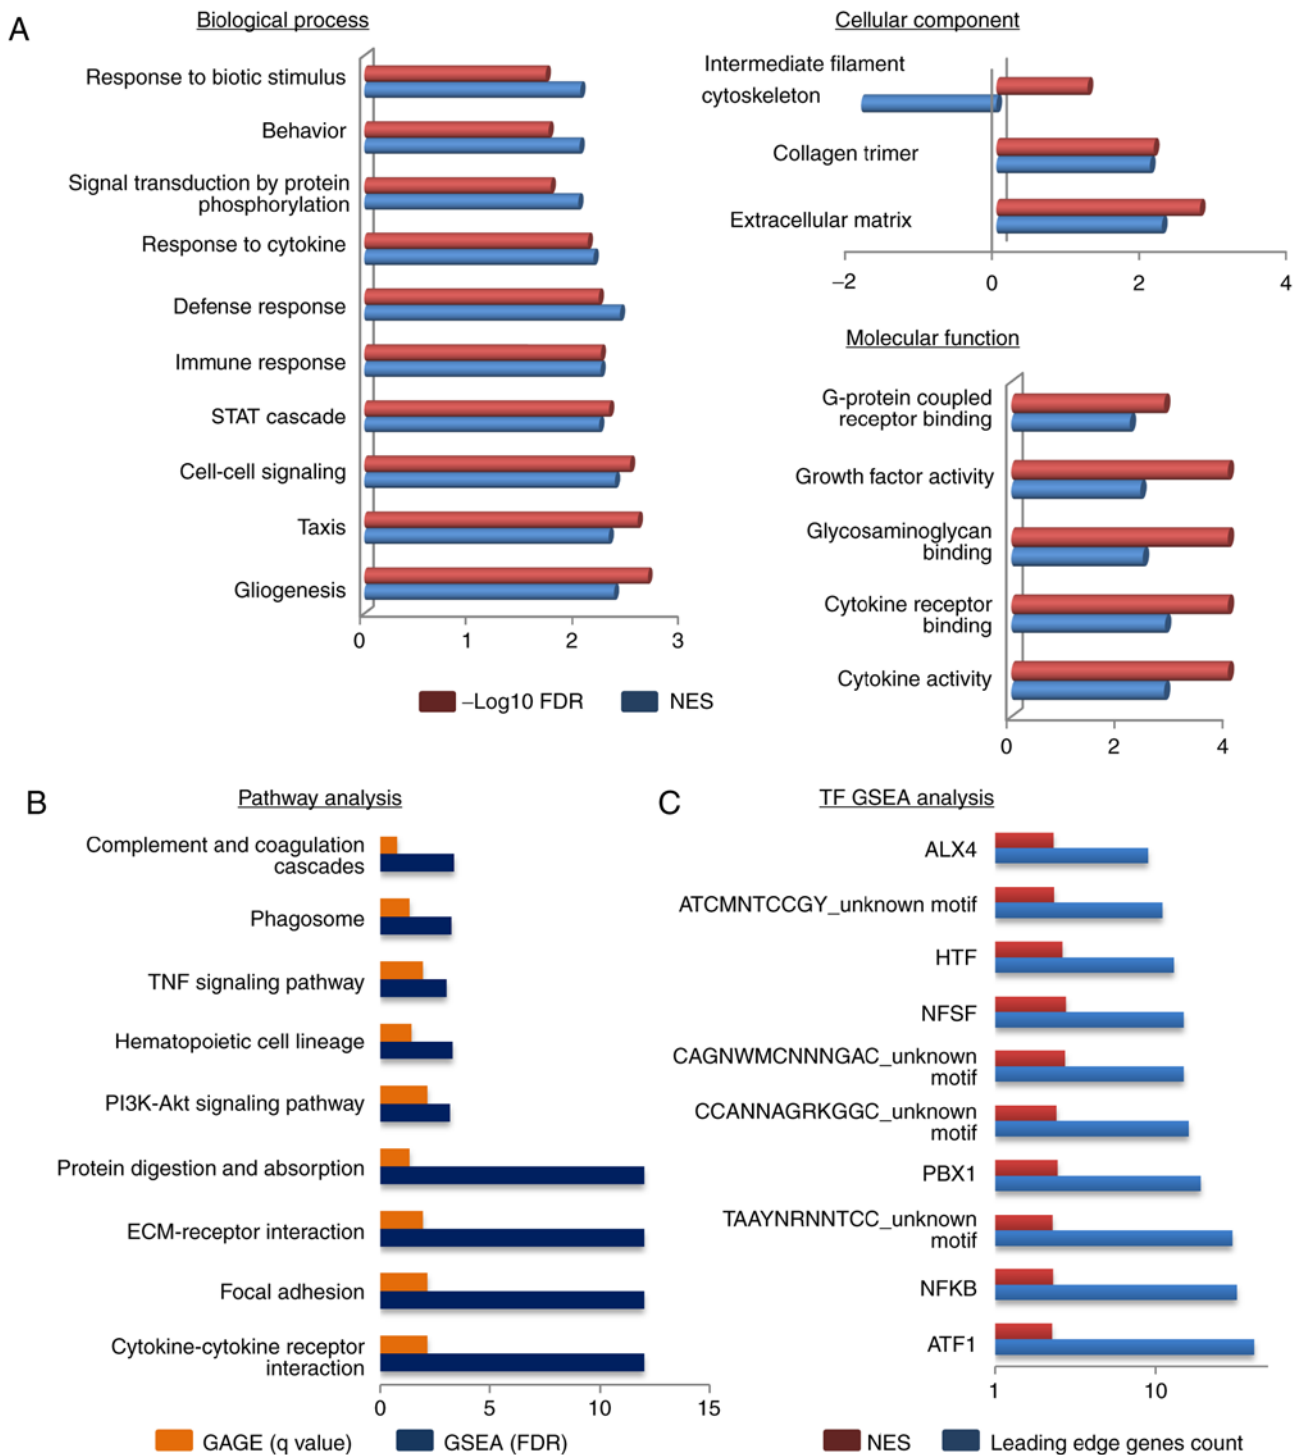 A
Biological process
Response to biotic stimulus
Behavior
Signal transduction by protein
phosphorylation
Response to cytokine
Defense response
Immune response
STAT cascade
Cell-cell signaling
Taxis
Gliogenesis
0 1 2 3
Cellular component
Intermediate filament
cytoskeleton
Collagen trimer
Extracellular matrix
−2 0 2 4
Molecular function
G-protein coupled
receptor binding
Growth factor activity
Glycosaminoglycan
binding
Cytokine receptor
binding
Cytokine activity
0 2 4
−Log10 FDR NES
B
Pathway analysis
Complement and coagulation
cascades
Phagosome
TNF signaling pathway
Hematopoietic cell lineage
PI3K-Akt signaling pathway
Protein digestion and absorption
ECM-receptor interaction
Focal adhesion
Cytokine-cytokine receptor
interaction
0 5 10 15
GAGE (q value) GSEA (FDR)
C
TF GSEA analysis
ALX4
ATCMNTCCGY_unknown motif
HTF
NFSF
CAGNWMCNNNGAC_unknown
motif
CCANNAGRKGGC_unknown
motif
PBX1
TAAYNRNNTCC_unknown
motif
NFKB
ATF1
1 10
NES Leading edge genes count